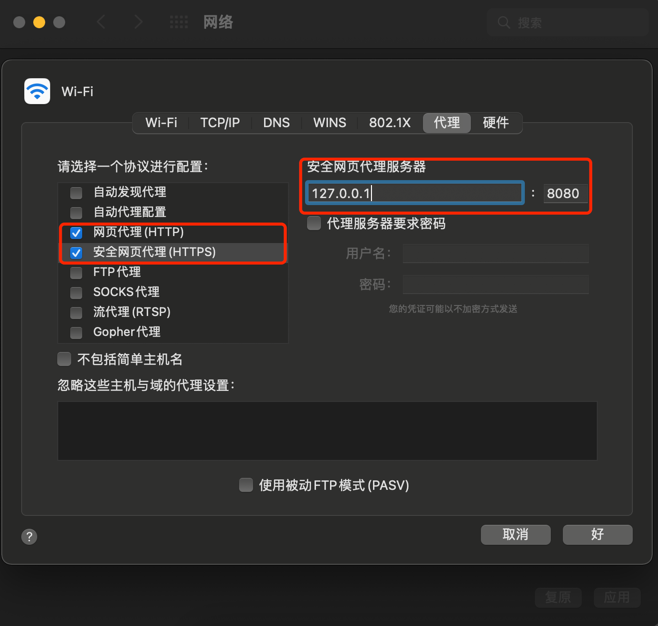 网络
搜索
Wi-Fi
Wi-Fi TCP/IP DNS WINS 802.1X 代理 硬件
请选择一个协议进行配置:
自动发现代理
自动代理配置
网页代理(HTTP)
安全网页代理(HTTPS)
FTP代理
SOCKS代理
流代理(RTSP)
Gopher代理
安全网页代理服务器
127.0.0.1 : 8080
代理服务器要求密码
用户名:
密码:
您的凭证可能以不加密方式发送
不包括简单主机名
忽略这些主机与域的代理设置:
使用被动FTP模式(PASV)
?
取消 好
复原 应用